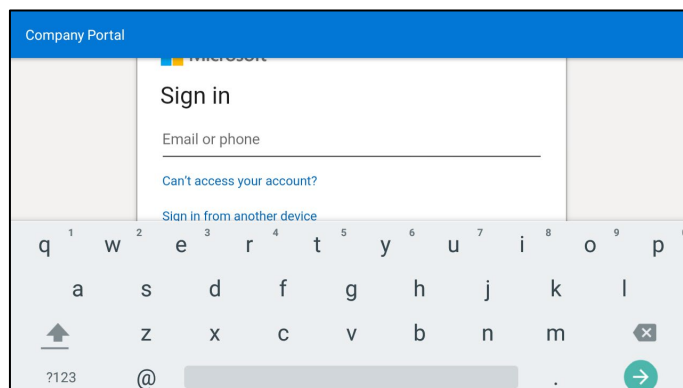 Company Portal
Microsoft
Sign in
Email or phone
Can't access your account?
Sign in from another device
1 2 3 4 5 6 7 8 9
q w e r t y u i o p
a s d f g h j k l
z x c v b n m
?123 @ .